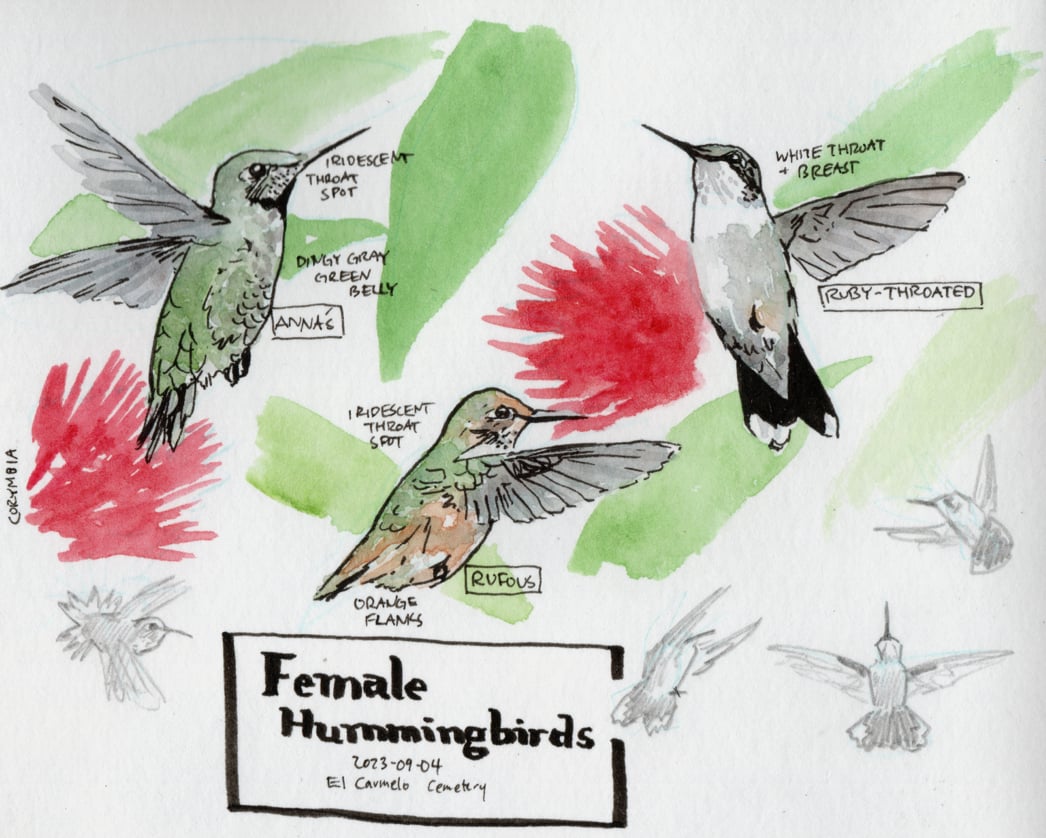 IRIDESCENT
THROAT
SPOT
DINGY GRAY
GREEN
BELLY
ANNA'S
WHITE THROAT
+ BREAST
RUBY-THROATED
CORYMBIA
IRIDESCENT
THROAT
SPOT
RUFOUS
ORANGE
FLANKS
Female
Hummingbirds
2023-09-04
El Carmelo Cemetery